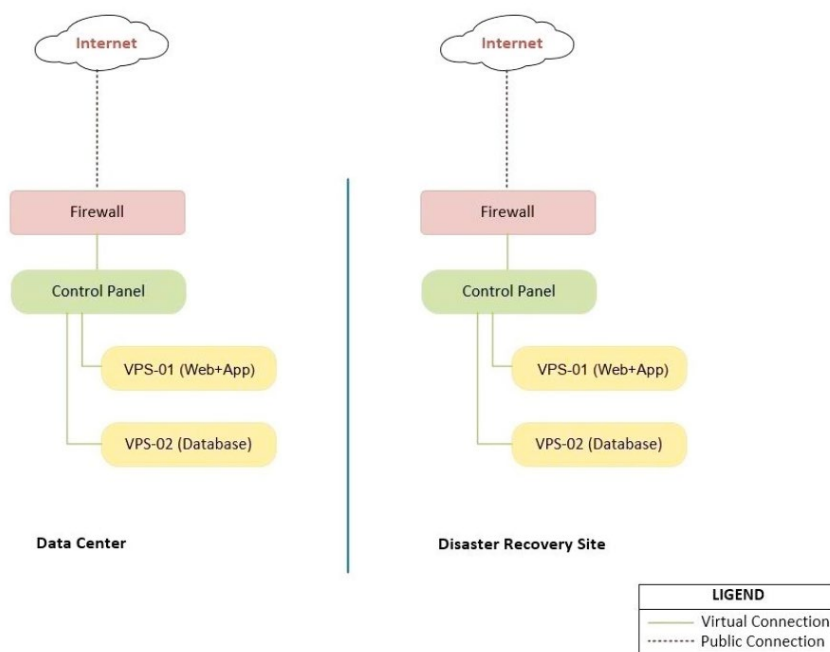 Internet
Firewall
Control Panel
VPS-01 (Web+App)
VPS-02 (Database)
Data Center
Internet
Firewall
Control Panel
VPS-01 (Web+App)
VPS-02 (Database)
Disaster Recovery Site
LIGEND
Virtual Connection
Public Connection